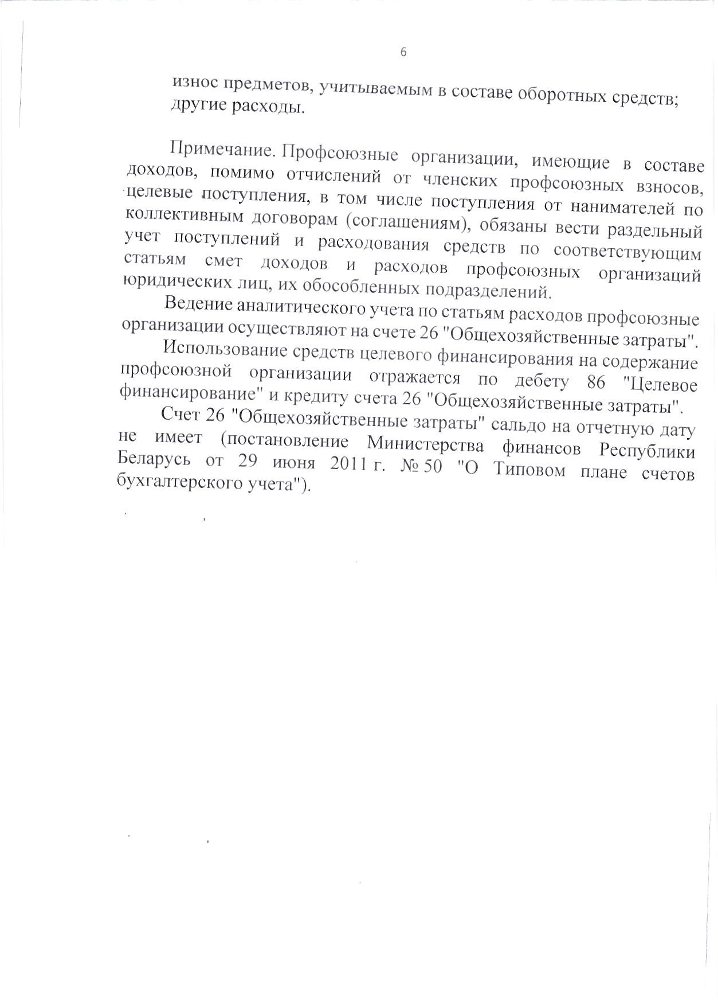 6
износ предметов, учитываемым в составе оборотных средств;
другие расходы.
Примечание. Профсоюзные организации, имеющие в составе
доходов, помимо отчислений от членских профсоюзных взносов,
целевые поступления, в том числе поступления от нанимателей по
коллективным договорам (соглашениям), обязаны вести раздельный
учет поступлений и расходования средств по соответствующим
статьям смет доходов и расходов профсоюзных организаций
юридических лиц, их обособленных подразделений.
Ведение аналитического учета по статьям расходов профсоюзные
организации осуществляют на счете 26 "Общехозяйственные затраты".
Использование средств целевого финансирования на содержание
профсоюзной организации отражается по дебету 86 "Целевое
финансирование" и кредиту счета 26 "Общехозяйственные затраты".
Счет 26 "Общехозяйственные затраты" сальдо на отчетную дату
не имеет (постановление Министерства финансов Республики
Беларусь от 29 июня 2011 г. № 50 "О Типовом плане счетов
бухгалтерского учета").